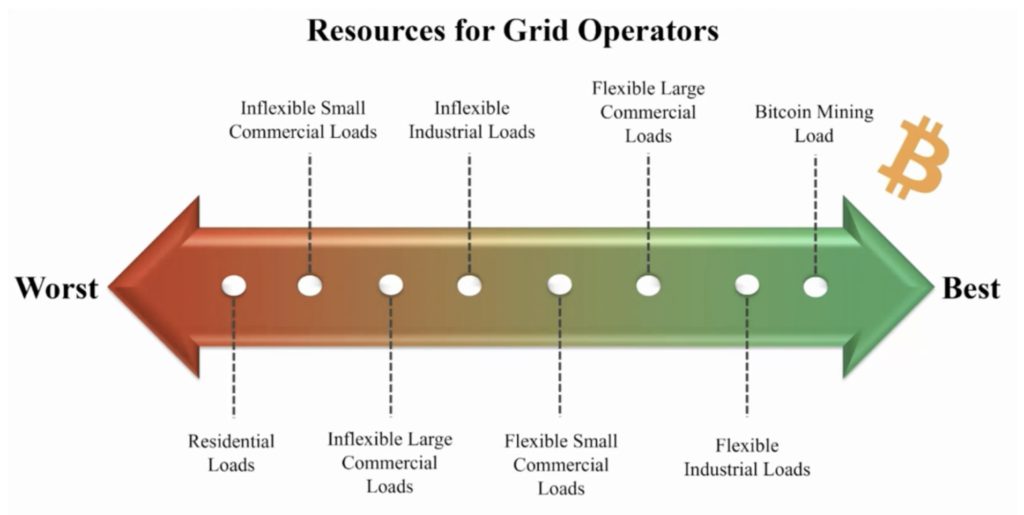 Resources for Grid Operators
Inflexible Small
Commercial Loads
Inflexible
Industrial Loads
Flexible Large
Commercial
Loads
Bitcoin Mining
Load
Worst
Best
Residential
Loads
Inflexible Large
Commercial
Loads
Flexible Small
Commercial
Loads
Flexible
Industrial Loads